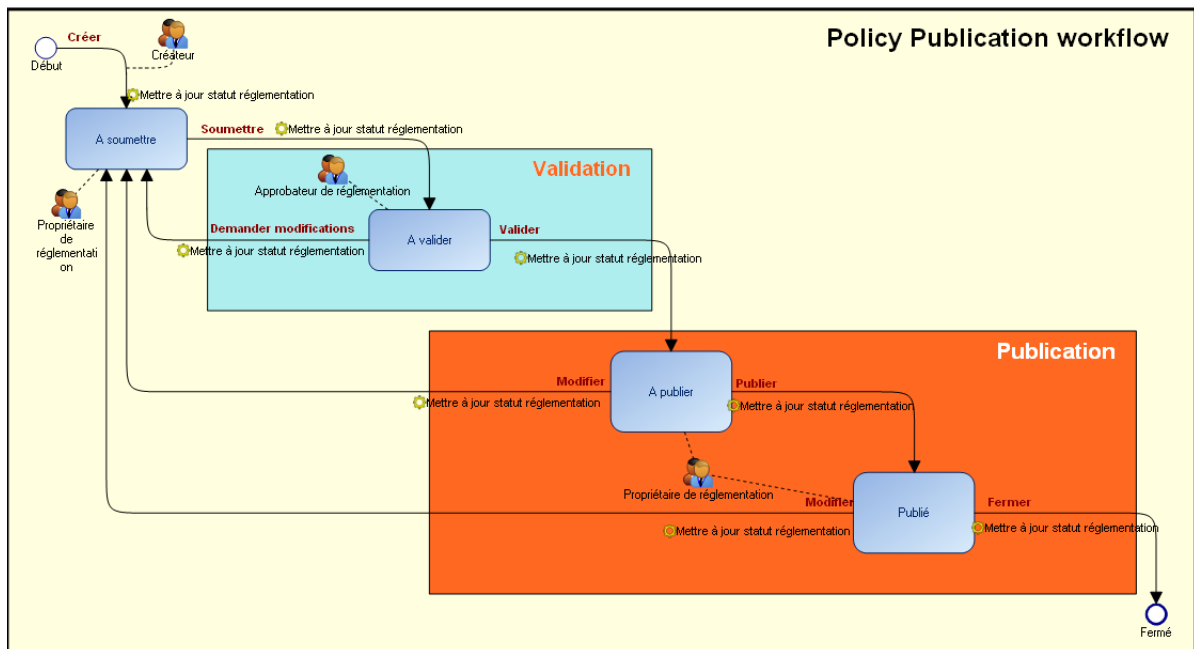 Policy Publication workflow
Créer
Début
Créateur
Mettre à jour statut réglementation
A soumettre
Soumettre
Mettre à jour statut réglementation
Propriétaire
de
réglementati
on
Validation
Approbateur de réglementation
Demander modifications
Mettre à jour statut réglementation
A valider
Valider
Mettre à jour statut réglementation
Publication
Modifier
Mettre à jour statut réglementation
A publier
Publier
Mettre à jour statut réglementation
Propriétaire de réglementation
Modifier
Mettre à jour statut réglementation
Publié
Fermer
Mettre à jour statut réglementation
Fermé